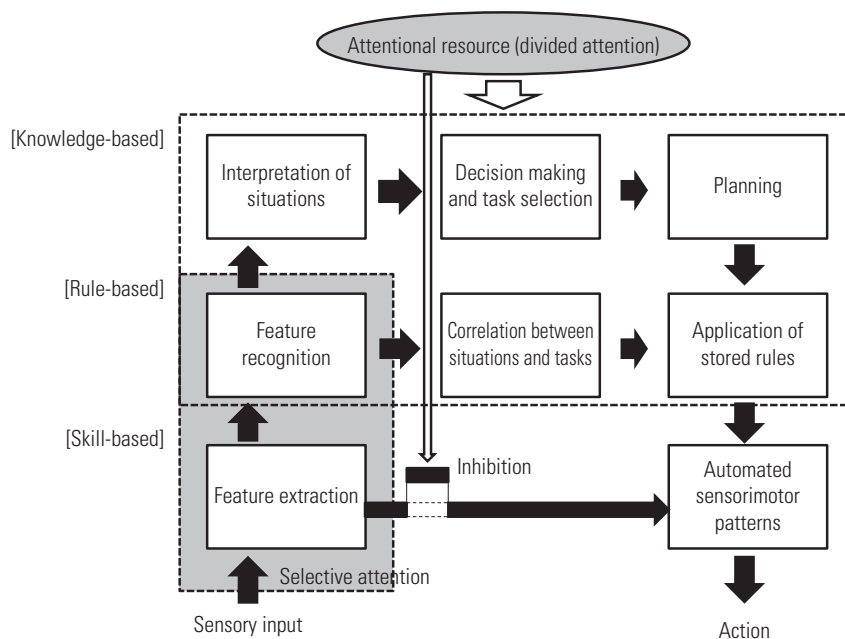 Attentional resource (divided attention)
[Knowledge-based]
Interpretation of
situations
Decision making
and task selection
Planning
[Rule-based]
Feature
recognition
Correlation between
situations and tasks
Application of
stored rules
[Skill-based]
Feature extraction
Inhibition
Automated
sensorimotor
patterns
Selective attention
Sensory input
Action